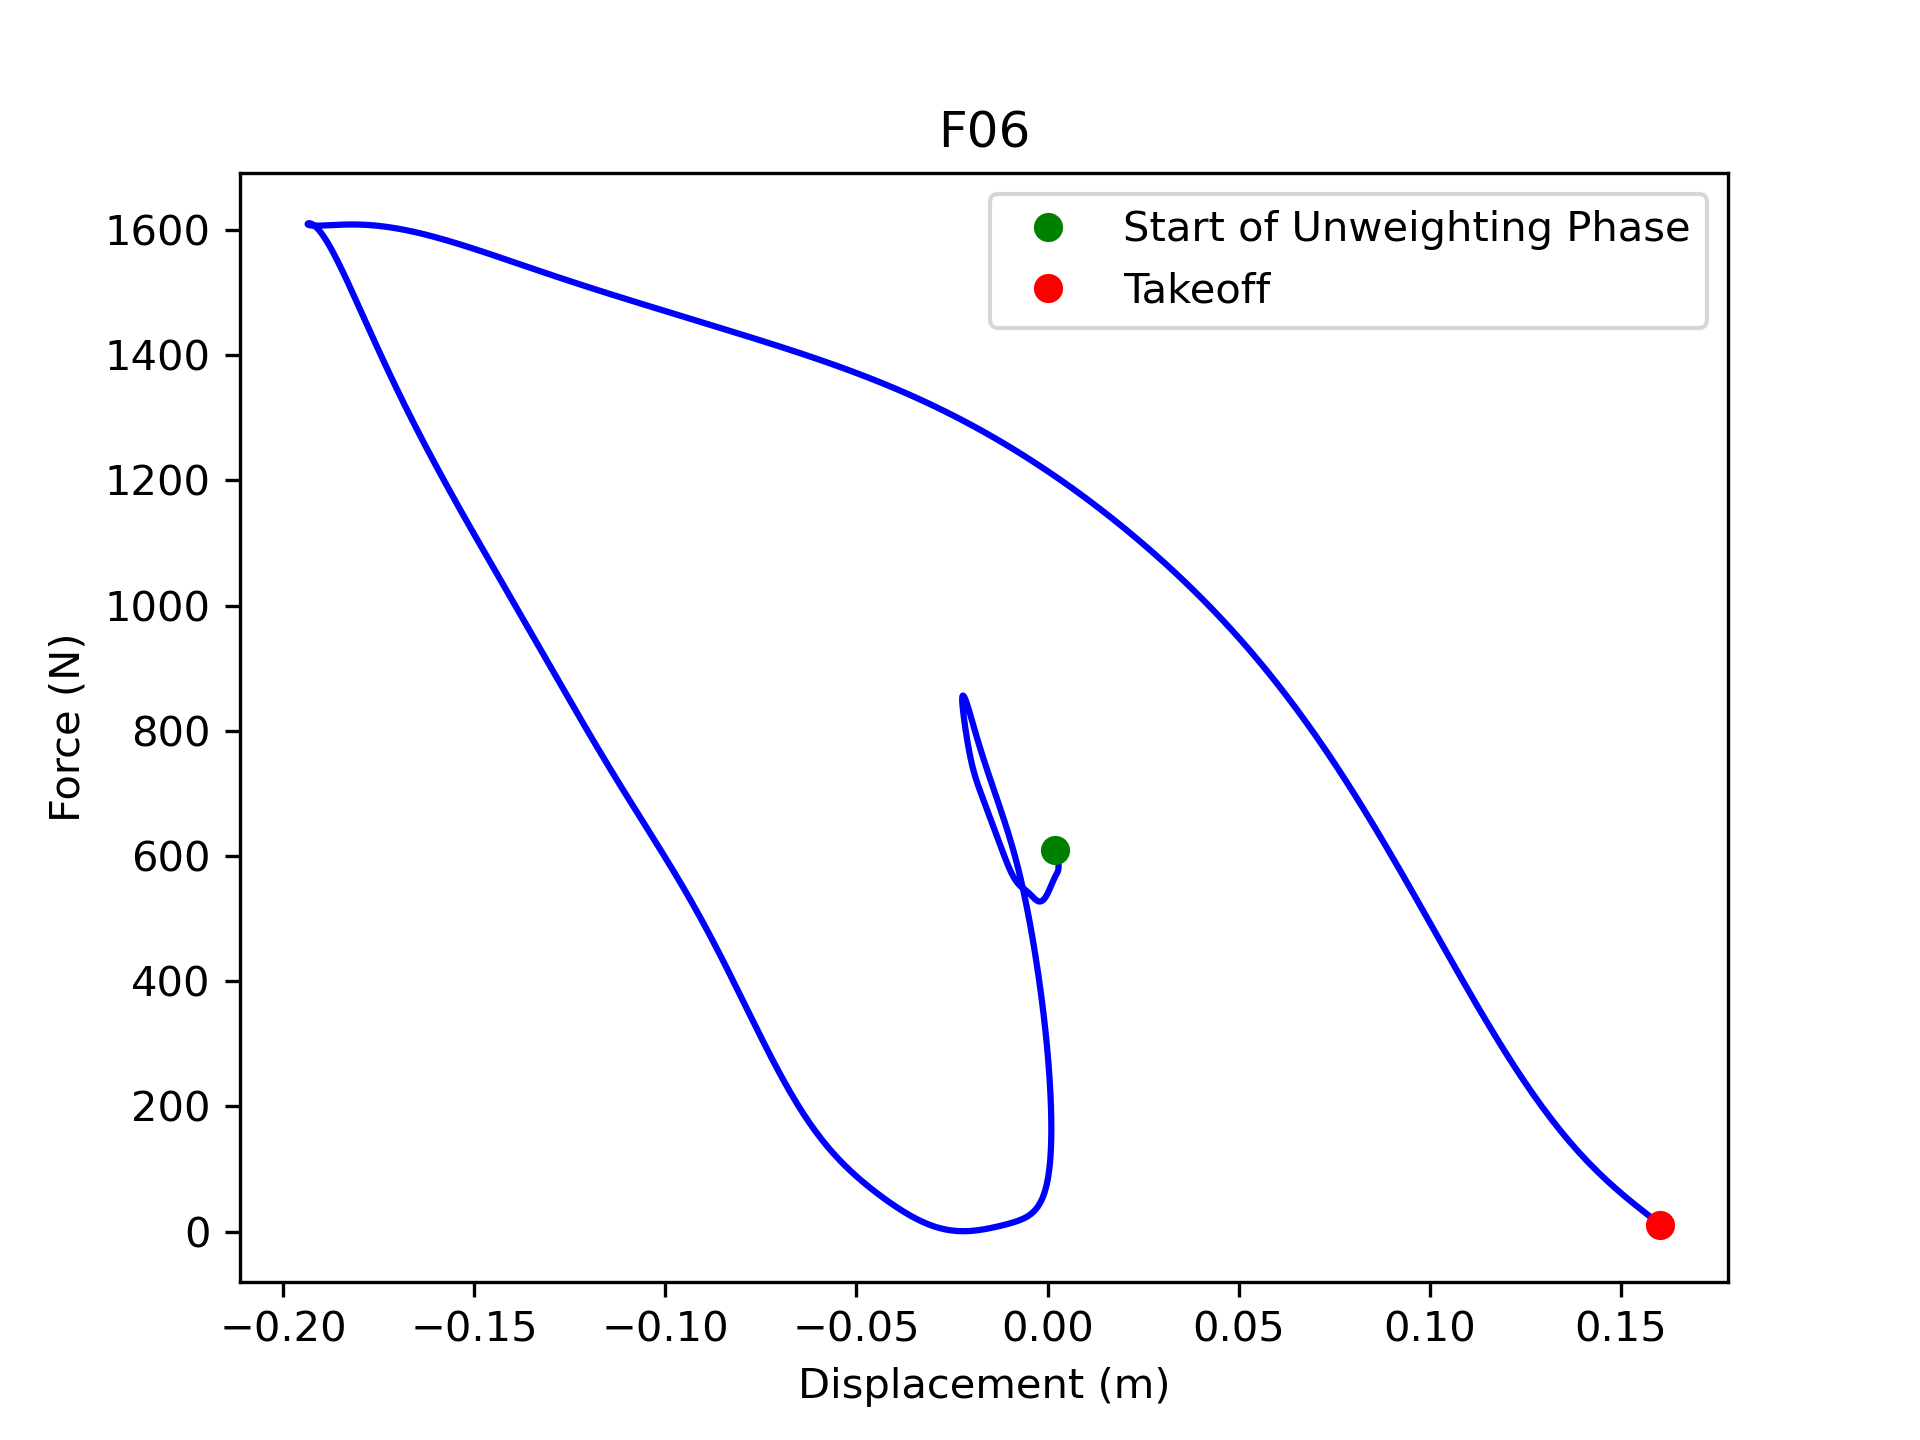 F06
Start of Unweighting Phase
Takeoff
Force (N)
1600
1400
1200
1000
800
600
400
200
0
−0.20 −0.15 −0.10 −0.05 0.00 0.05 0.10 0.15
Displacement (m)